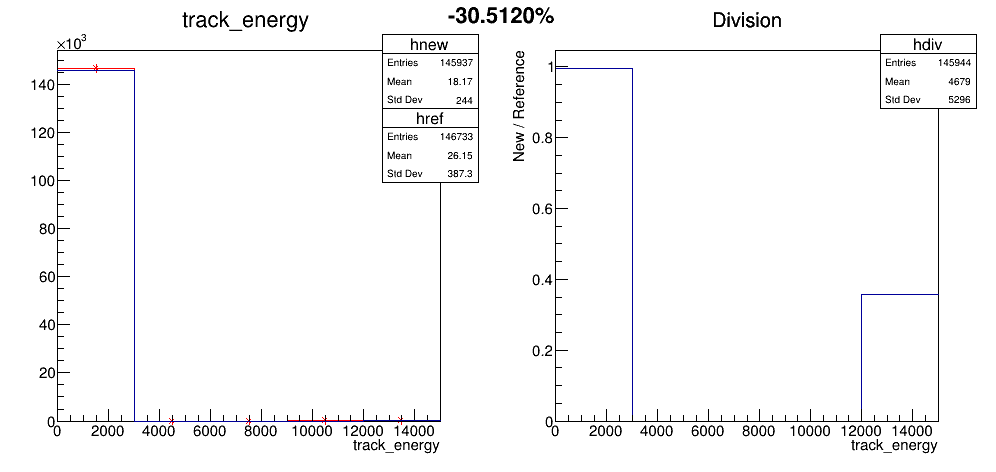 -30.5120%
track_energy
×10³
hnew
Entries 145937
Mean 18.17
Std Dev 244
href
Entries 146733
Mean 26.15
Std Dev 387.3
140
120
100
80
60
40
20
0
0 2000 4000 6000 8000 10000 12000 14000
track_energy
Division
hdiv
Entries 145944
Mean 4679
Std Dev 5296
New / Reference
1
0.8
0.6
0.4
0.2
0
0 2000 4000 6000 8000 10000 12000 14000
track_energy